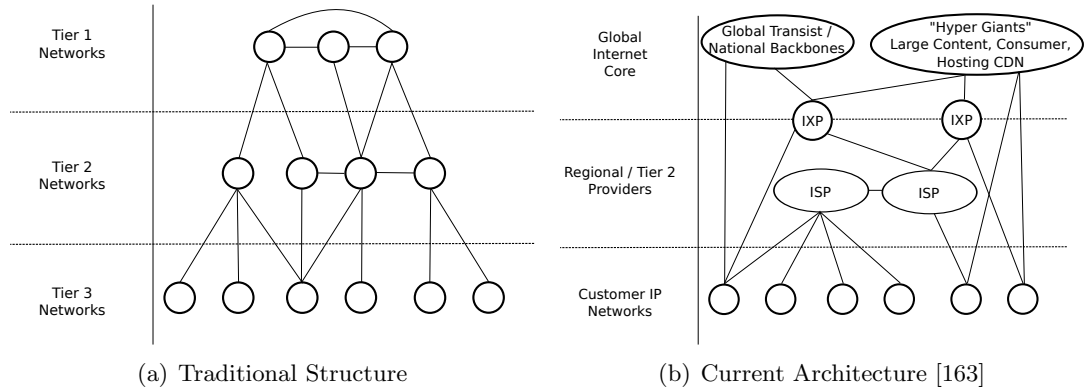 Tier 1
Networks
Tier 2
Networks
Tier 3
Networks
(a) Traditional Structure
Global
Internet
Core
Global Transist /
National Backbones
"Hyper Giants"
Large Content, Consumer,
Hosting CDN
IXP
IXP
Regional / Tier 2
Providers
ISP
ISP
Customer IP
Networks
(b) Current Architecture [163]